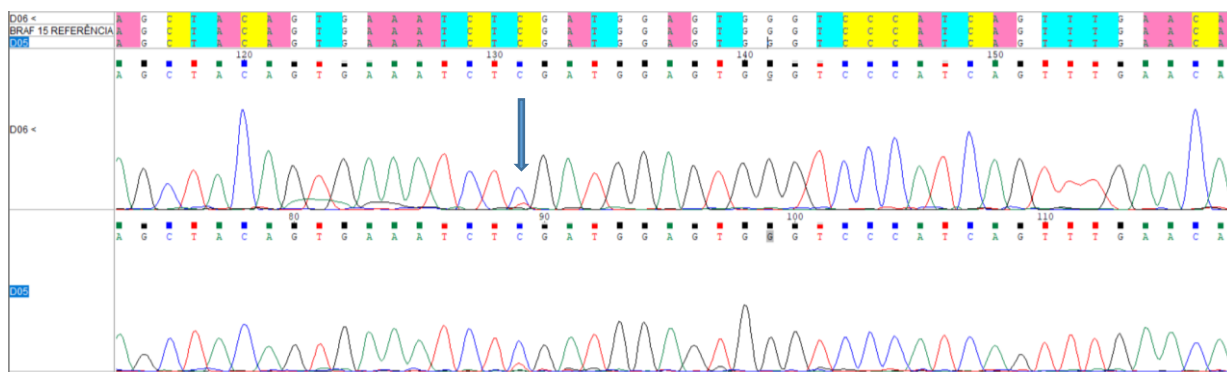 D06 < A G C T A C A G T G A A A T C T C G A T G G A G T G G G T C C C A T C A G T T T G A A C A
BRAF 15 REFERÊNCIA A G C T A C A G T G A A A T C T C G A T G G A G T G G G T C C C A T C A G T T T G A A C A
D05 A G C T A C A G T G A A A T C T C G A T G G A G T G G G T C C C A T C A G T T T G A A C A
120 130 140 150
A G C T A C A G T G A A A T C T C G A T G G A G T G G G T C C C A T C A G T T T G A A C A
D06 <
80 90 100 110
A G C T A C A G T G A A A T C T C G A T G G A G T G G G T C C C A T C A G T T T G A A C A
D05